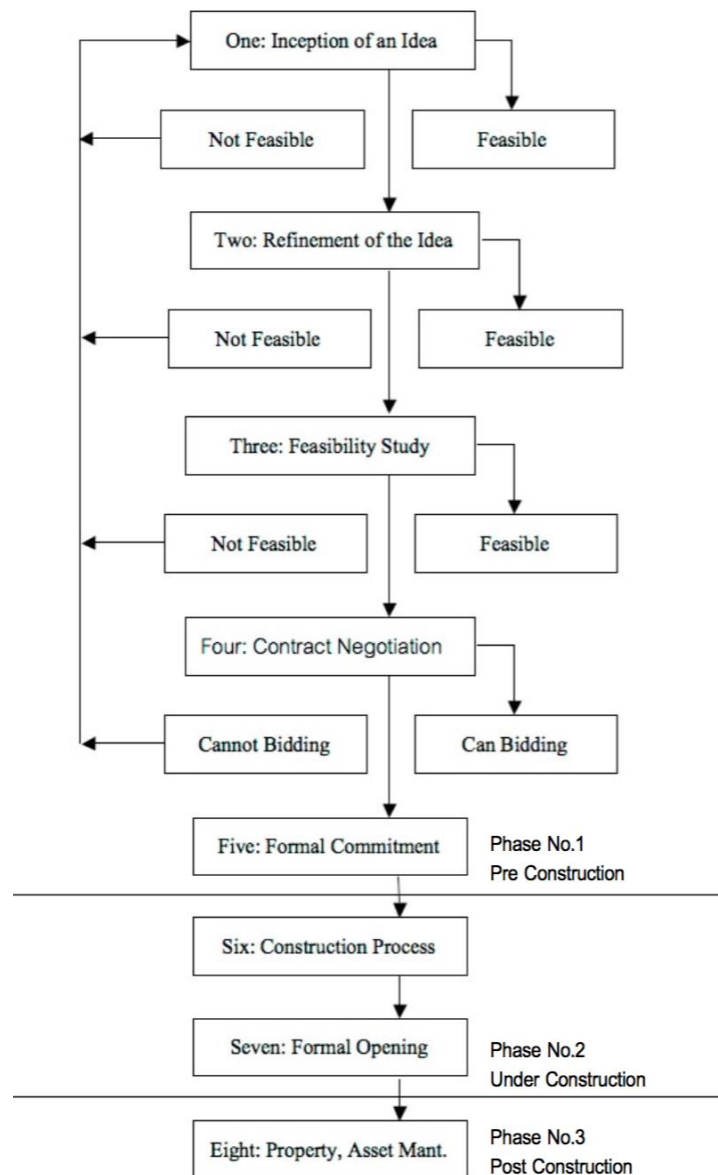 One: Inception of an Idea
Not Feasible
Feasible
Two: Refinement of the Idea
Not Feasible
Feasible
Three: Feasibility Study
Not Feasible
Feasible
Four: Contract Negotiation
Cannot Bidding
Can Bidding
Five: Formal Commitment
Phase No.1
Pre Construction
Six: Construction Process
Seven: Formal Opening
Phase No.2
Under Construction
Eight: Property, Asset Mant.
Phase No.3
Post Construction